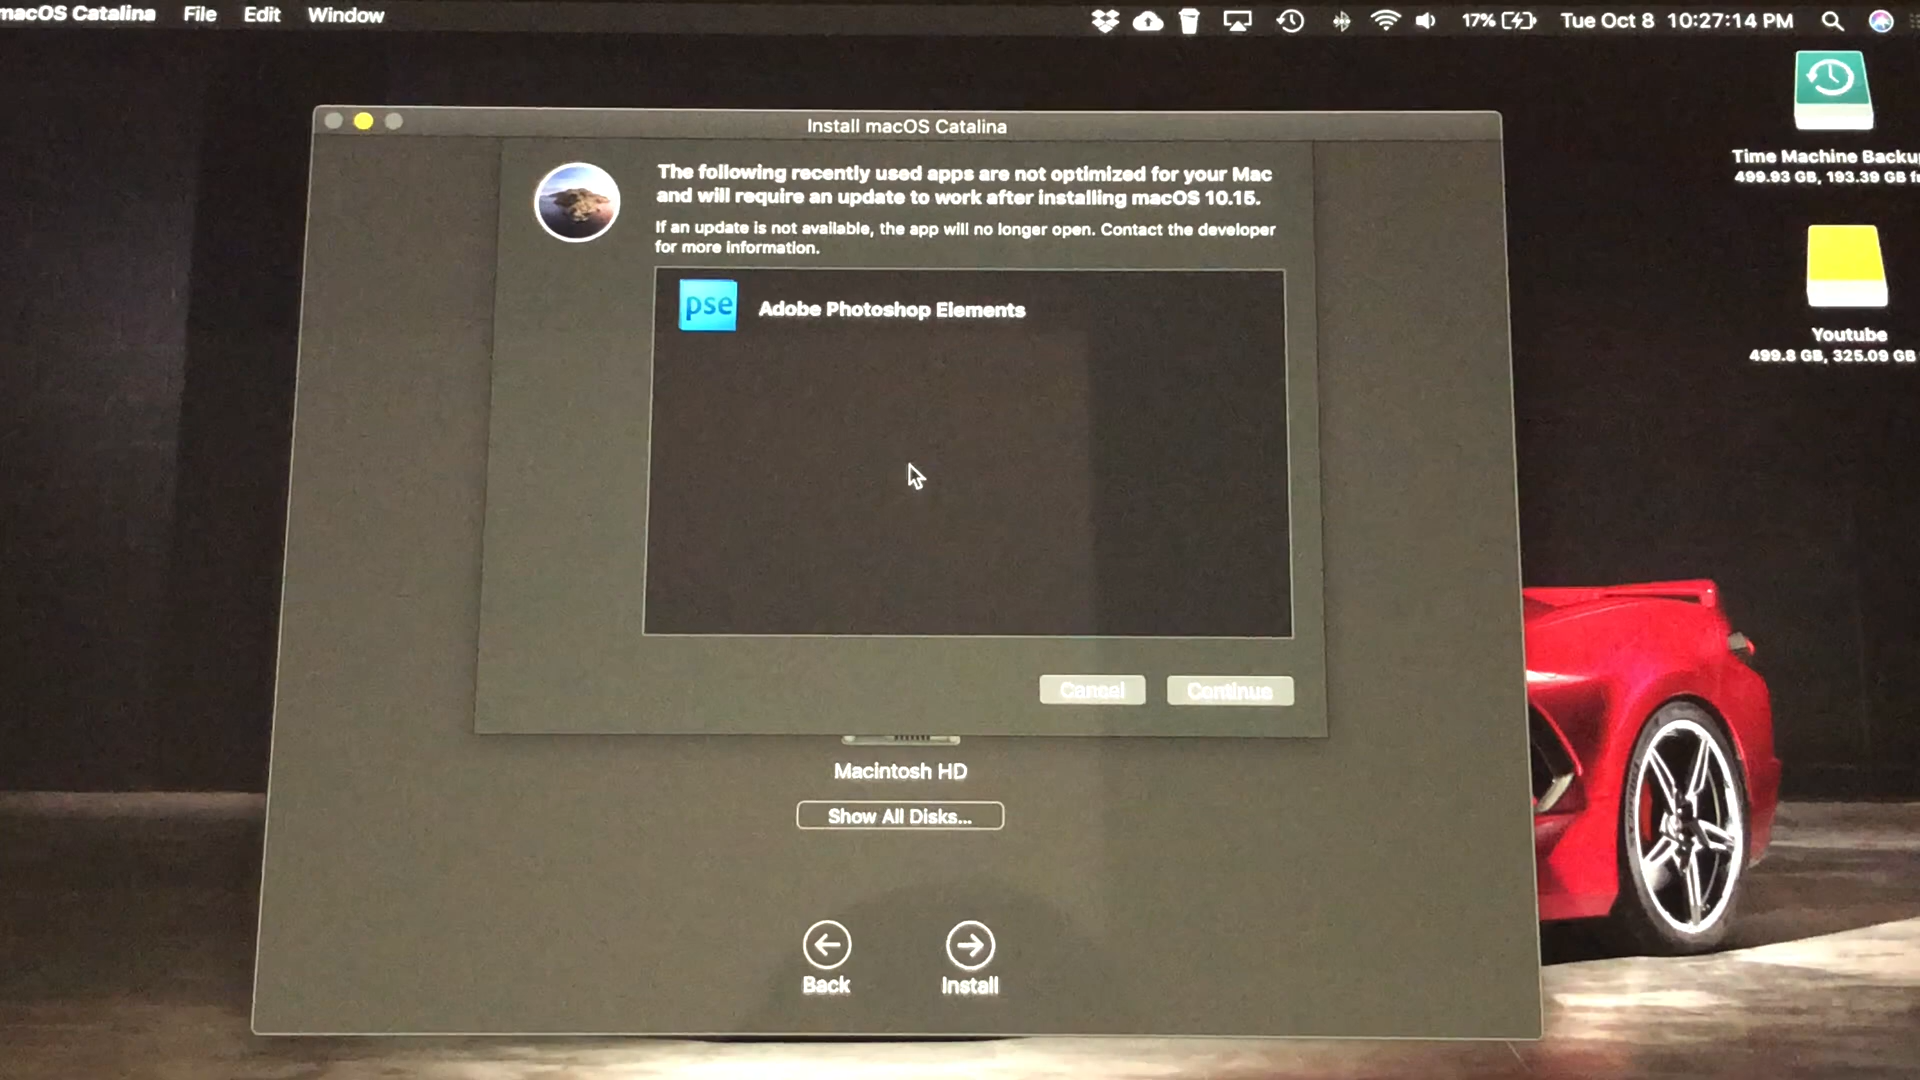 macOS Catalina File Edit Window 17% Tue Oct 8 10:27:14 PM
Install macOS Catalina
The following recently used apps are not optimized for your Mac
and will require an update to work after installing macOS 10.15.
If an update is not available, the app will no longer open. Contact the developer
for more information.
pse Adobe Photoshop Elements
Cancel Continue
Macintosh HD
Show All Disks...
Back Install
Time Machine Backu
499.93 GB, 193.39 GB f
Youtube
499.8 GB, 325.09 GB